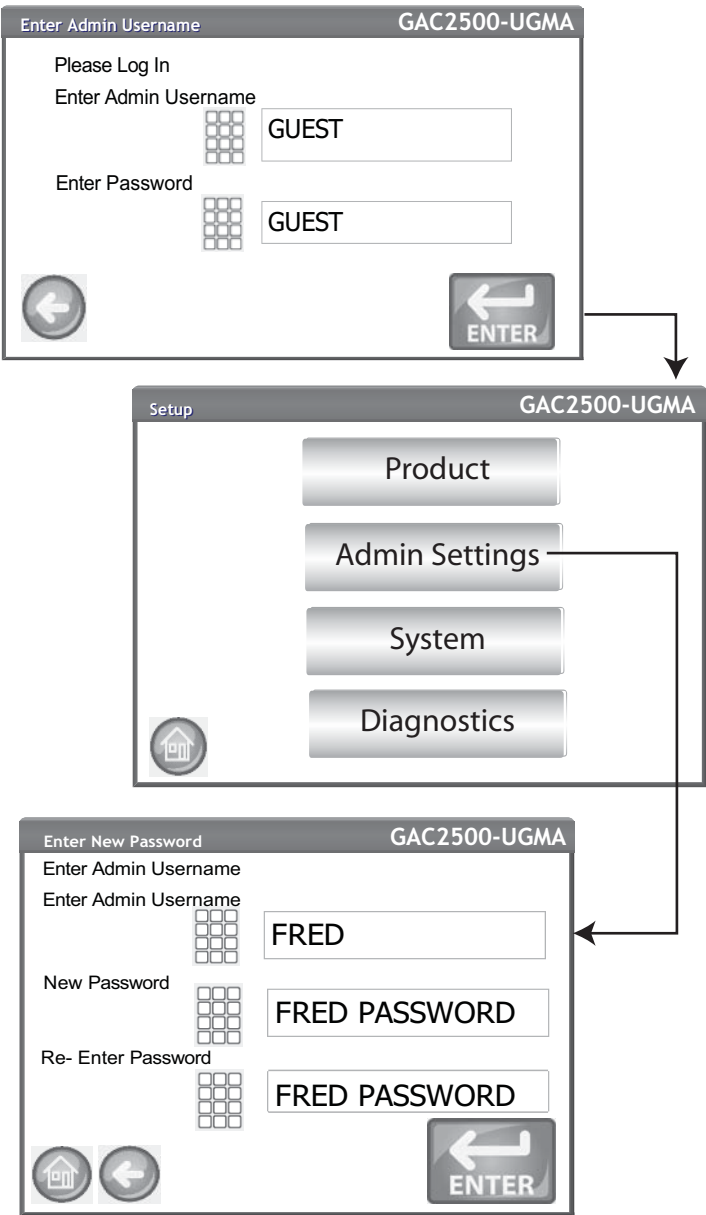 Enter Admin Username GAC2500-UGMA
Please Log In
Enter Admin Username
GUEST
Enter Password
GUEST
ENTER
Setup GAC2500-UGMA
Product
Admin Settings
System
Diagnostics
Enter New Password GAC2500-UGMA
Enter Admin Username
Enter Admin Username
FRED
New Password
FRED PASSWORD
Re- Enter Password
FRED PASSWORD
ENTER